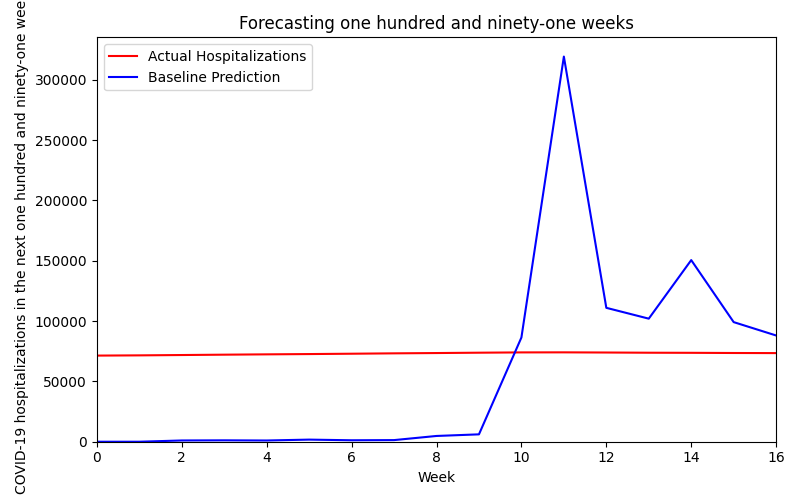 Forecasting one hundred and ninety-one weeks
Actual Hospitalizations
Baseline Prediction
COVID-19 hospitalizations in the next one hundred and ninety-one wee
300000
250000
200000
150000
100000
50000
0
0 2 4 6 8 10 12 14 16
Week